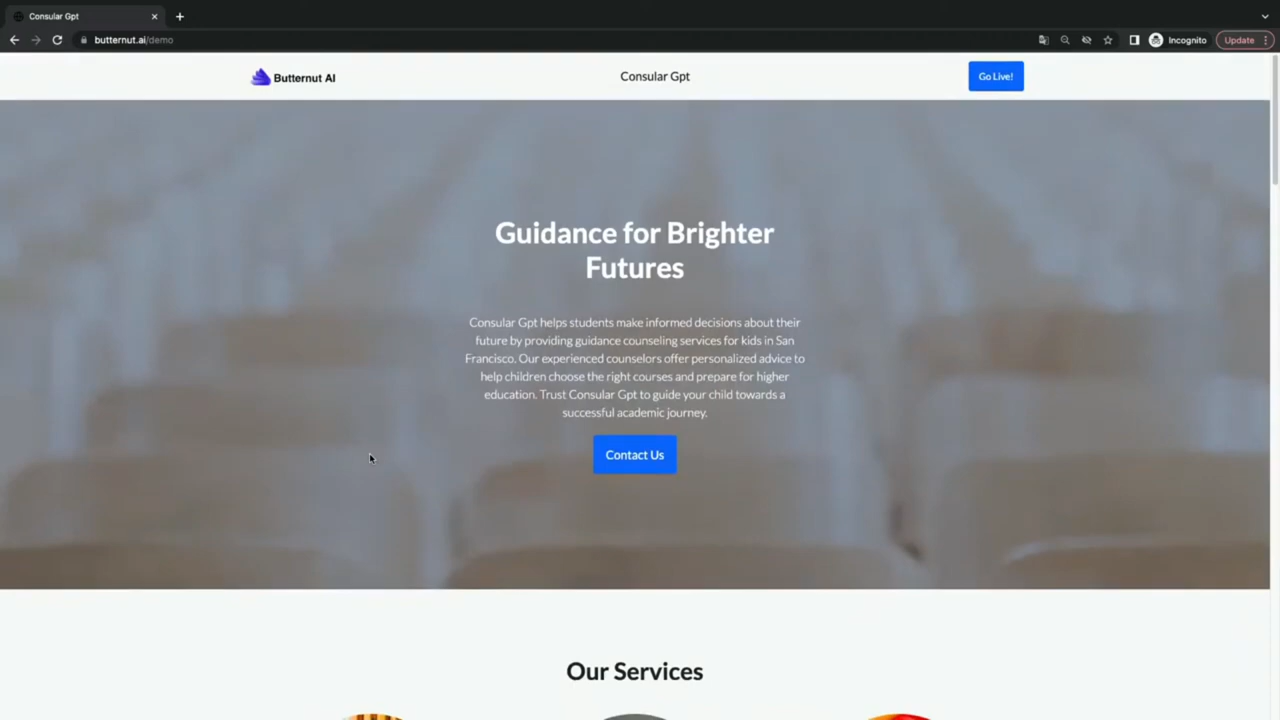 Consular Gpt
butternut.ai/demo
Incognito
Update
Butternut AI
Consular Gpt
Go Live!
Guidance for Brighter
Futures
Consular Gpt helps students make informed decisions about their
future by providing guidance counseling services for kids in San
Francisco. Our experienced counselors offer personalized advice to
help children choose the right courses and prepare for higher
education. Trust Consular Gpt to guide your child towards a
successful academic journey.
Contact Us
Our Services